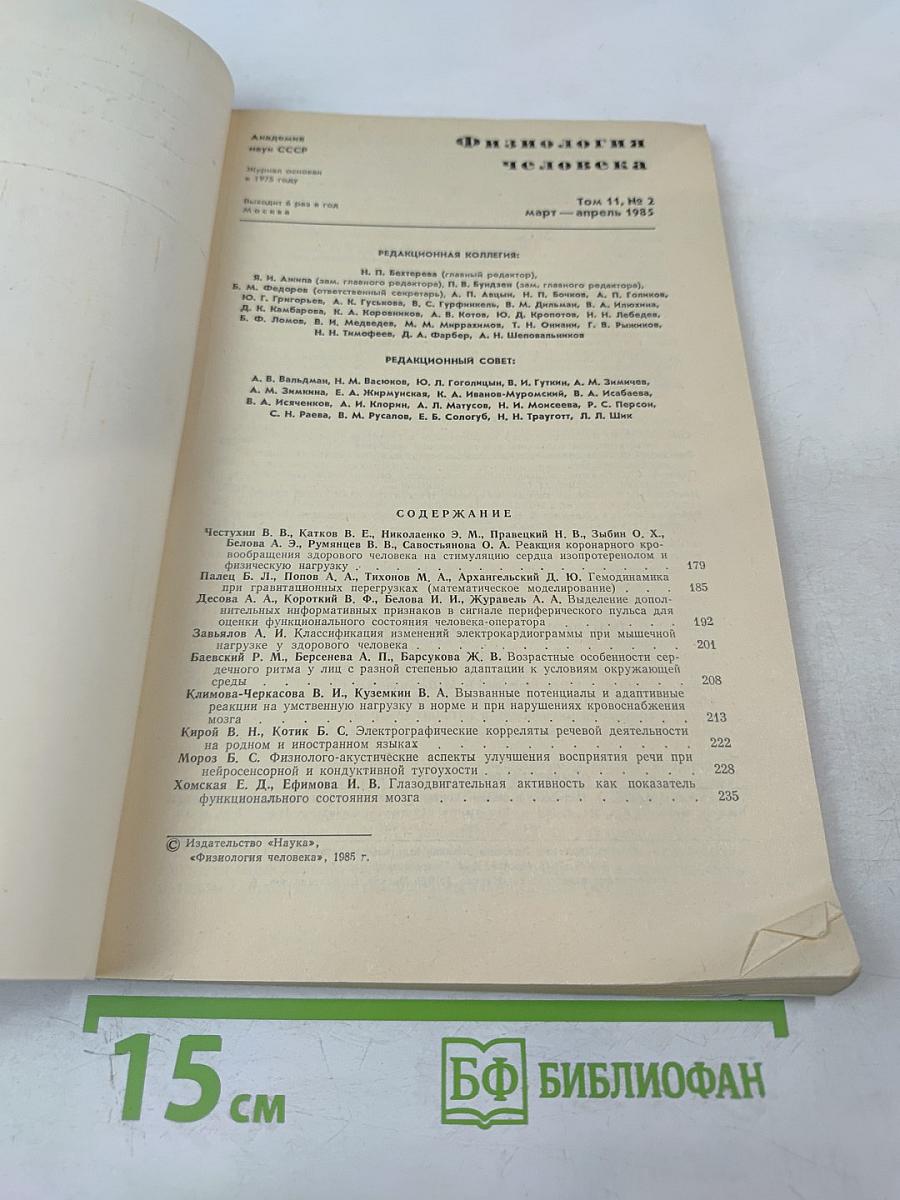 Академия
наук СССР
Журнал основан
в 1975 году
Выходит 6 раз в год
Москва
Физиология
человека
Том 11, № 2
март — апрель 1985
РЕДАКЦИОННАЯ КОЛЛЕГИЯ:
Н. П. Бехтерева (главный редактор),
Я. И. Ажипа (зам. главного редактора), П. В. Бундзен (зам. главного редактора),
Б. М. Федоров (ответственный секретарь), А. П. Авцын, Н. П. Бочков, А. П. Голиков,
Ю. Г. Григорьев, А. К. Гуськова, В. С. Гурфинкель, В. М. Дильман, В. А. Илюхина,
Д. К. Камбарова, К. А. Коровников, А. В. Котов, Ю. Д. Кропотов, Н. Н. Лебедев,
Б. Ф. Ломов, В. И. Медведев, М. М. Миррахимов, Т. Н. Ониани, Г. В. Рыжиков,
Н. Н. Тимофеев, Д. А. Фарбер, А. Н. Шеповальников
РЕДАКЦИОННЫЙ СОВЕТ:
А. В. Вальдман, Н. М. Васюков, Ю. Л. Гоголицын, В. И. Гуткин, А. М. Зимичев,
А. М. Зимкина, Е. А. Жирмунская, К. А. Иванов-Муромский, В. А. Исабаева,
В. А. Исяченков, А. И. Клорин, А. Л. Матусов, Н. И. Моисеева, Р. С. Персон,
С. Н. Раева, В. М. Русалов, Е. Б. Сологуб, Н. Н. Трауготт, Л. Л. Шик
СОДЕРЖАНИЕ
Честухин В. В., Катков В. Е., Николаенко Э. М., Правецкий Н. В., Зыбин О. Х.,
Белова А. Э., Румянцев В. В., Савостьянова О. А. Реакция коронарного кро-
вообращения здорового человека на стимуляцию сердца изопротеренолом и
физическую нагрузку . . . . . . . . . . . . . . . . 179
Палец Б. Л., Попов А. А., Тихонов М. А., Архангельский Д. Ю. Гемодинамика
при гравитационных перегрузках (математическое моделирование) . . . 185
Десова А. А., Короткий В. Ф., Белова И. И., Журавель А. А. Выделение допол-
нительных информативных признаков в сигнале периферического пульса для
оценки функционального состояния человека-оператора . . . . . . 192
Завьялов А. И. Классификация изменений электрокардиограммы при мышечной
нагрузке у здорового человека . . . . . . . . . . . . . 201
Баевский Р. М., Берсенева А. П., Барсукова Ж. В. Возрастные особенности сер-
дечного ритма у лиц с разной степенью адаптации к условиям окружающей
среды . . . . . . . . . . . . . . . . . . . . 208
Климова-Черкасова В. И., Куземкин В. А. Вызванные потенциалы и адаптивные
реакции на умственную нагрузку в норме и при нарушениях кровоснабжения
мозга . . . . . . . . . . . . . . . . . . . . 213
Кирой В. Н., Котик Б. С. Электрографические корреляты речевой деятельности
на родном и иностранном языках . . . . . . . . . . . . 222
Мороз Б. С. Физиолого-акустические аспекты улучшения восприятия речи при
нейросенсорной и кондуктивной тугоухости . . . . . . . . . . 228
Хомская Е. Д., Ефимова И. В. Глазодвигательная активность как показатель
функционального состояния мозга . . . . . . . . . . . . 235
© Издательство «Наука»,
«Физиология человека», 1985 г.
15 см
БФ БИБЛИОФАН